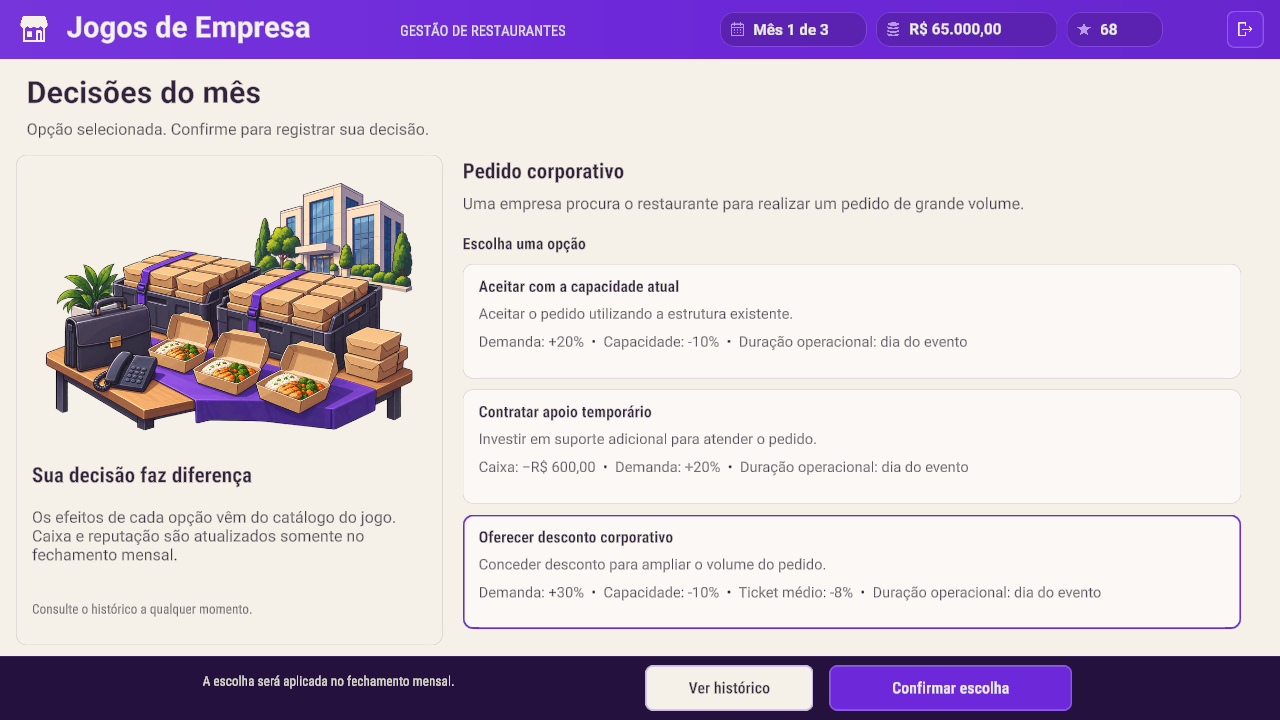 Jogos de Empresa
GESTÃO DE RESTAURANTES
Mês 1 de 3
R$ 65.000,00
68
Decisões do mês
Opção selecionada. Confirme para registrar sua decisão.
Sua decisão faz diferença
Os efeitos de cada opção vêm do catálogo do jogo.
Caixa e reputação são atualizados somente no
fechamento mensal.
Consulte o histórico a qualquer momento.
Pedido corporativo
Uma empresa procura o restaurante para realizar um pedido de grande volume.
Escolha uma opção
Aceitar com a capacidade atual
Aceitar o pedido utilizando a estrutura existente.
Demanda: +20% • Capacidade: -10% • Duração operacional: dia do evento
Contratar apoio temporário
Investir em suporte adicional para atender o pedido.
Caixa: −R$ 600,00 • Demanda: +20% • Duração operacional: dia do evento
Oferecer desconto corporativo
Conceder desconto para ampliar o volume do pedido.
Demanda: +30% • Capacidade: -10% • Ticket médio: -8% • Duração operacional: dia do evento
A escolha será aplicada no fechamento mensal.
Ver histórico
Confirmar escolha